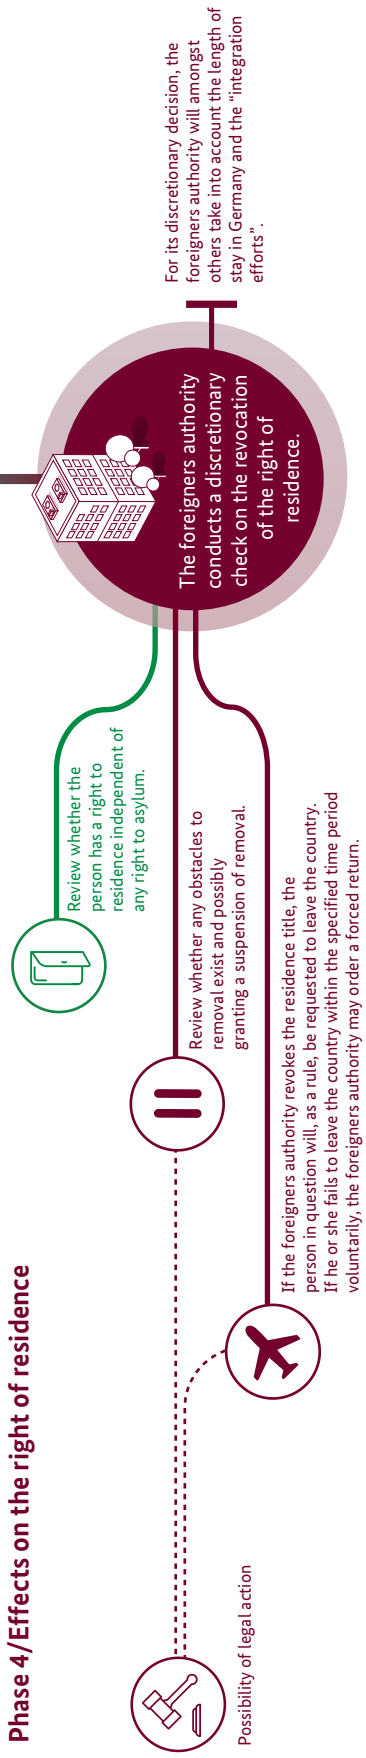 Phase 4/Effects on the right of residence
For its discretionary decision, the
foreigners authority will amongst
others take into account the length of
stay in Germany and the “integration
efforts”.
The foreigners authority
conducts a discretionary
check on the revocation
of the right of
residence.
Review whether the
person has a right to
residence independent of
any right to asylum.
Review whether any obstacles to
removal exist and possibly
granting a suspension of removal.
If the foreigners authority revokes the residence title, the
person in question will, as a rule, be requested to leave the country.
If he or she fails to leave the country within the specified time period
voluntarily, the foreigners authority may order a forced return.
Possibility of legal action